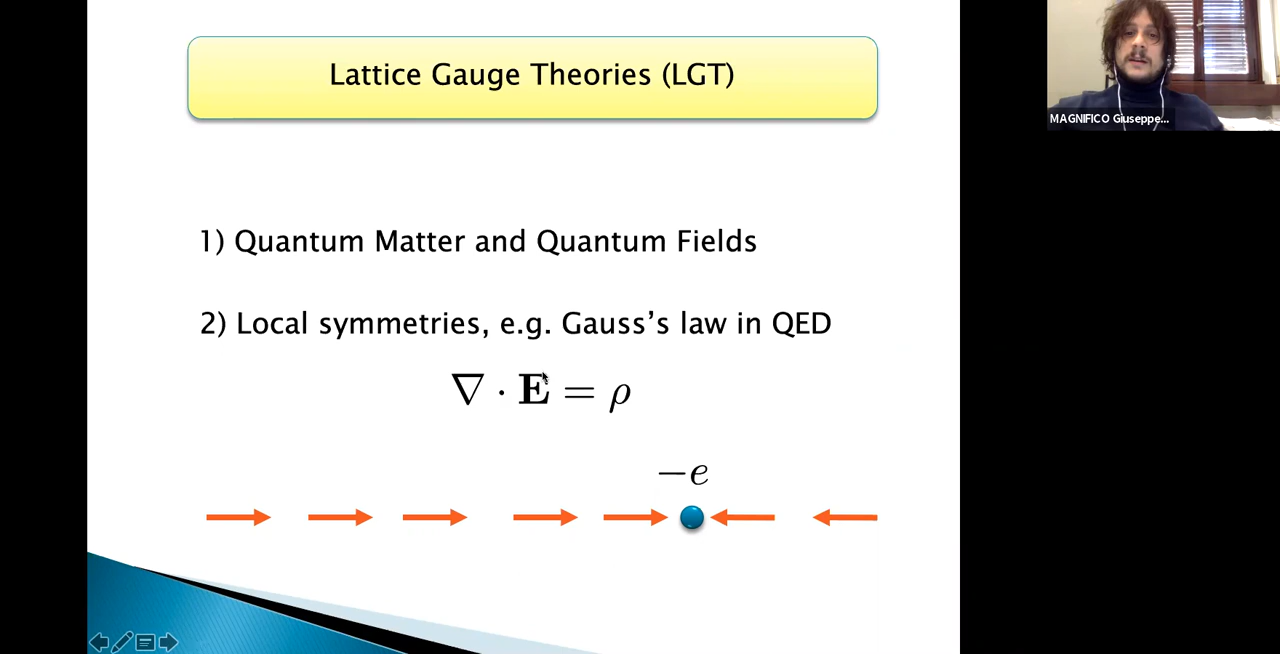 Lattice Gauge Theories (LGT)
MAGNIFICO Giuseppe...
1) Quantum Matter and Quantum Fields
2) Local symmetries, e.g. Gauss's law in QED
∇ · E = ρ
−e